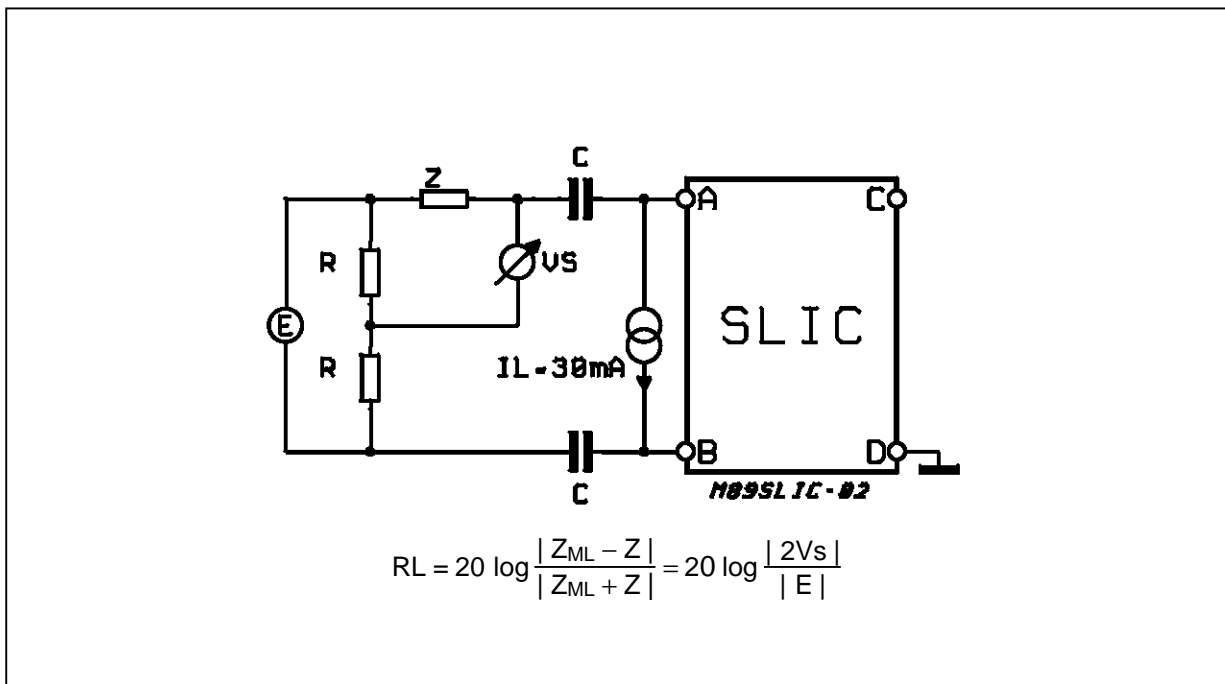 C
Z
A
C
R
VS
E
SLIC
R
IL=30mA
B
D
C
M89SLIC-02
RL = 20 log | ZML − Z | / | ZML + Z | = 20 log | 2Vs | / | E |